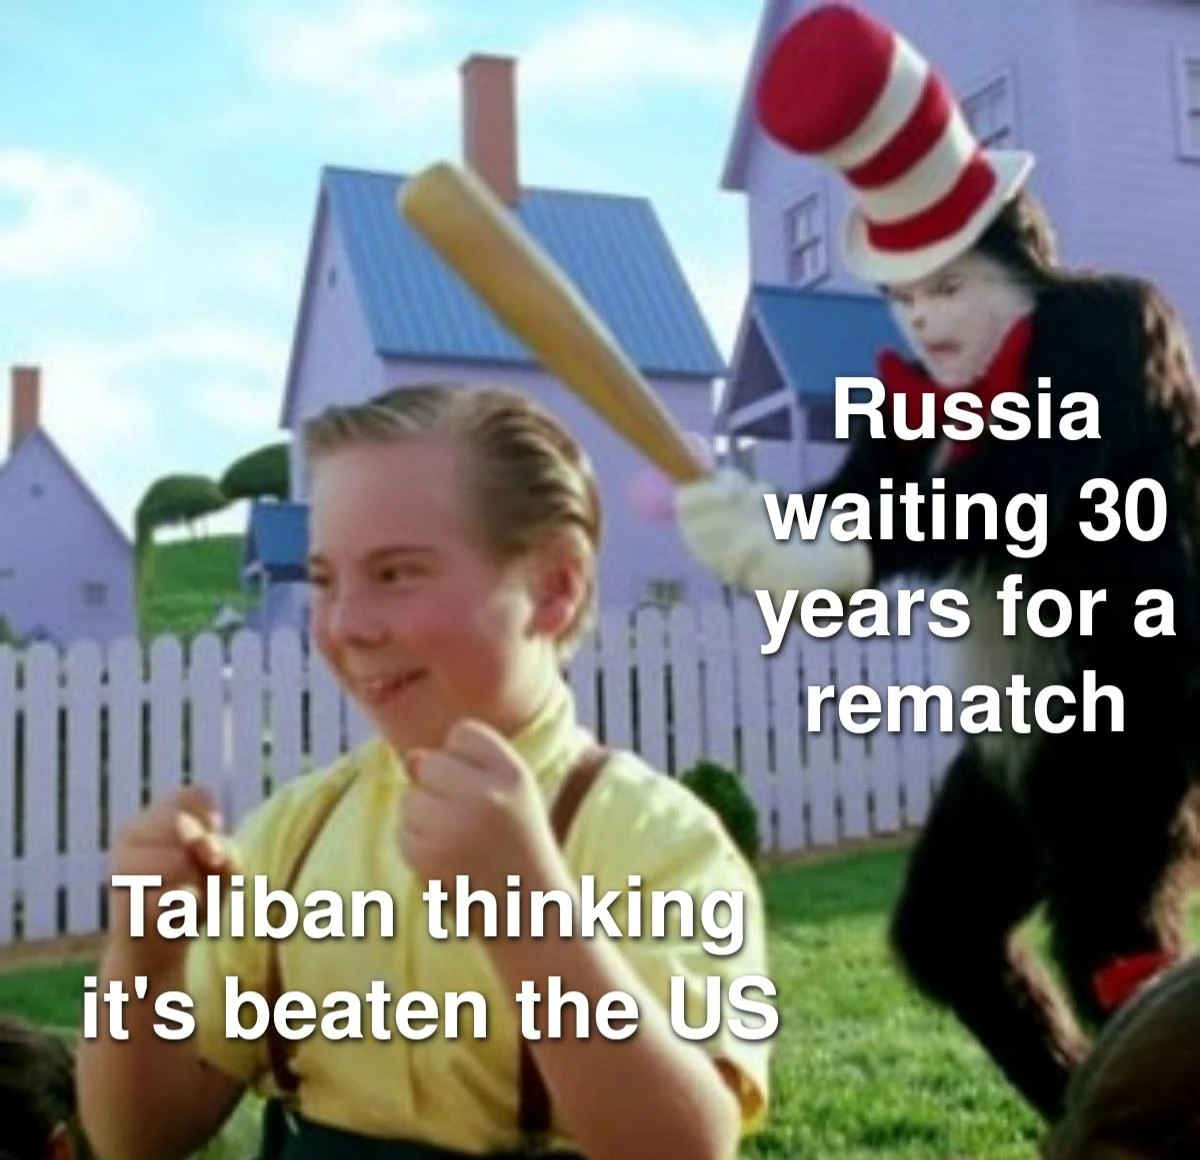 Russia
waiting 30
years for a
rematch
Taliban thinking
it's beaten the US